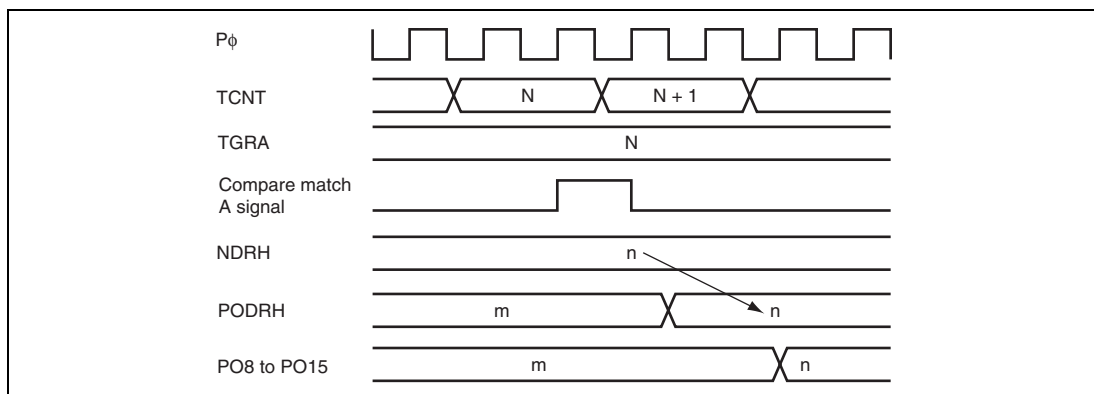 Pϕ
TCNT N N + 1
TGRA N
Compare match
A signal
NDRH n
PODRH m n
PO8 to PO15 m n